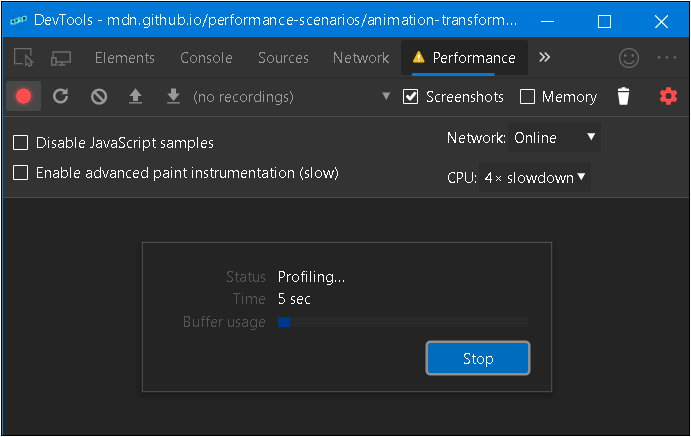 DevTools - mdn.github.io/performance-scenarios/animation-transform...
Elements Console Sources Network Performance »
(no recordings) Screenshots Memory
Disable JavaScript samples Network: Online
Enable advanced paint instrumentation (slow) CPU: 4× slowdown
Status Profiling...
Time 5 sec
Buffer usage
Stop